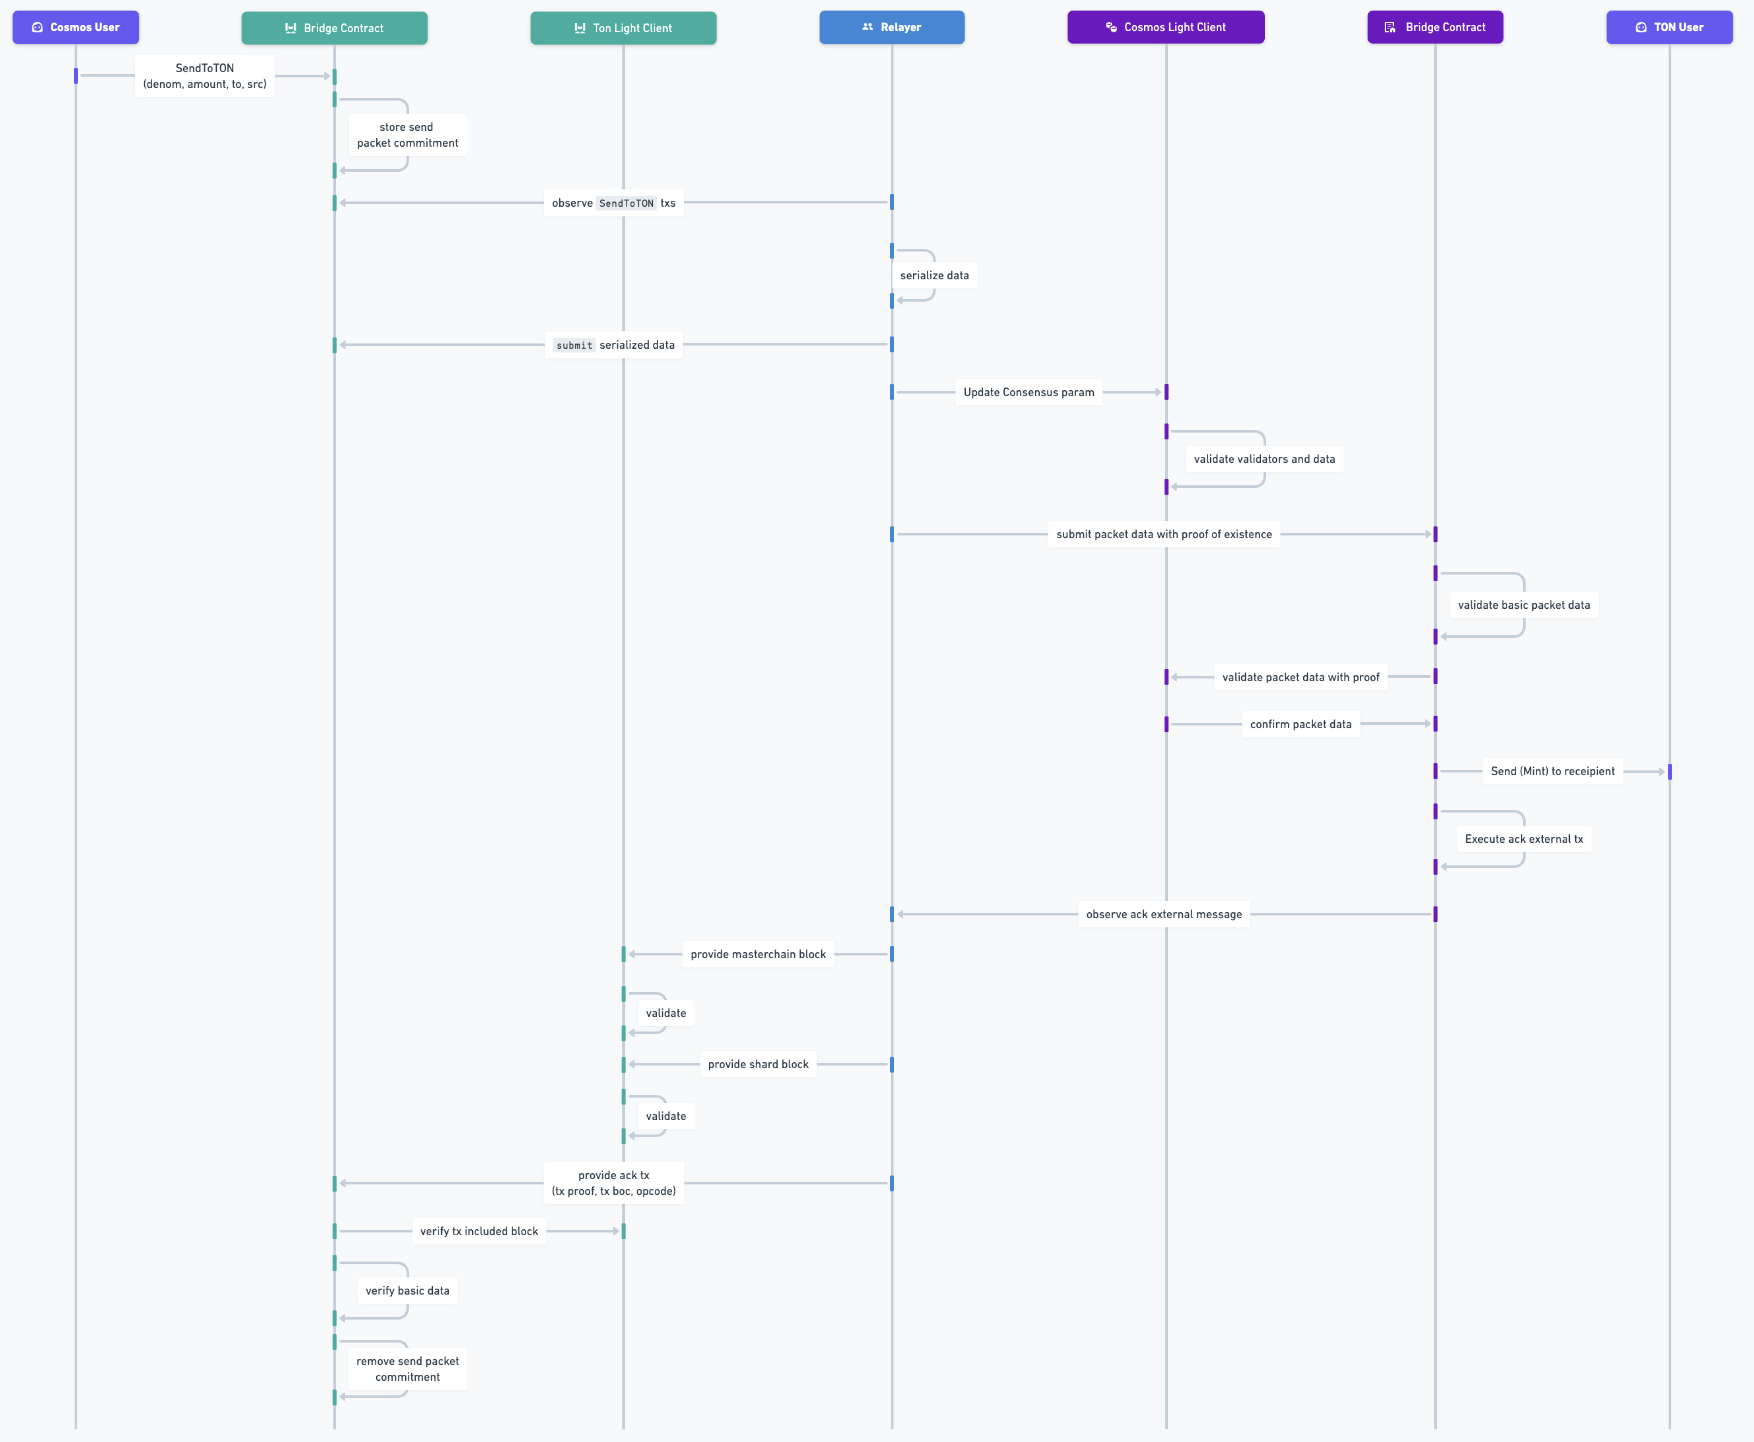 Cosmos User
Bridge Contract
Ton Light Client
Relayer
Cosmos Light Client
Bridge Contract
TON User
SendToTON
(denom, amount, to, src)
store send
packet commitment
observe SendToTON txs
serialize data
submit serialized data
Update Consensus param
validate validators and data
submit packet data with proof of existence
validate basic packet data
validate packet data with proof
confirm packet data
Send (Mint) to receipient
Execute ack external tx
observe ack external message
provide masterchain block
validate
provide shard block
validate
provide ack tx
(tx proof, tx boc, opcode)
verify tx included block
verify basic data
remove send packet
commitment